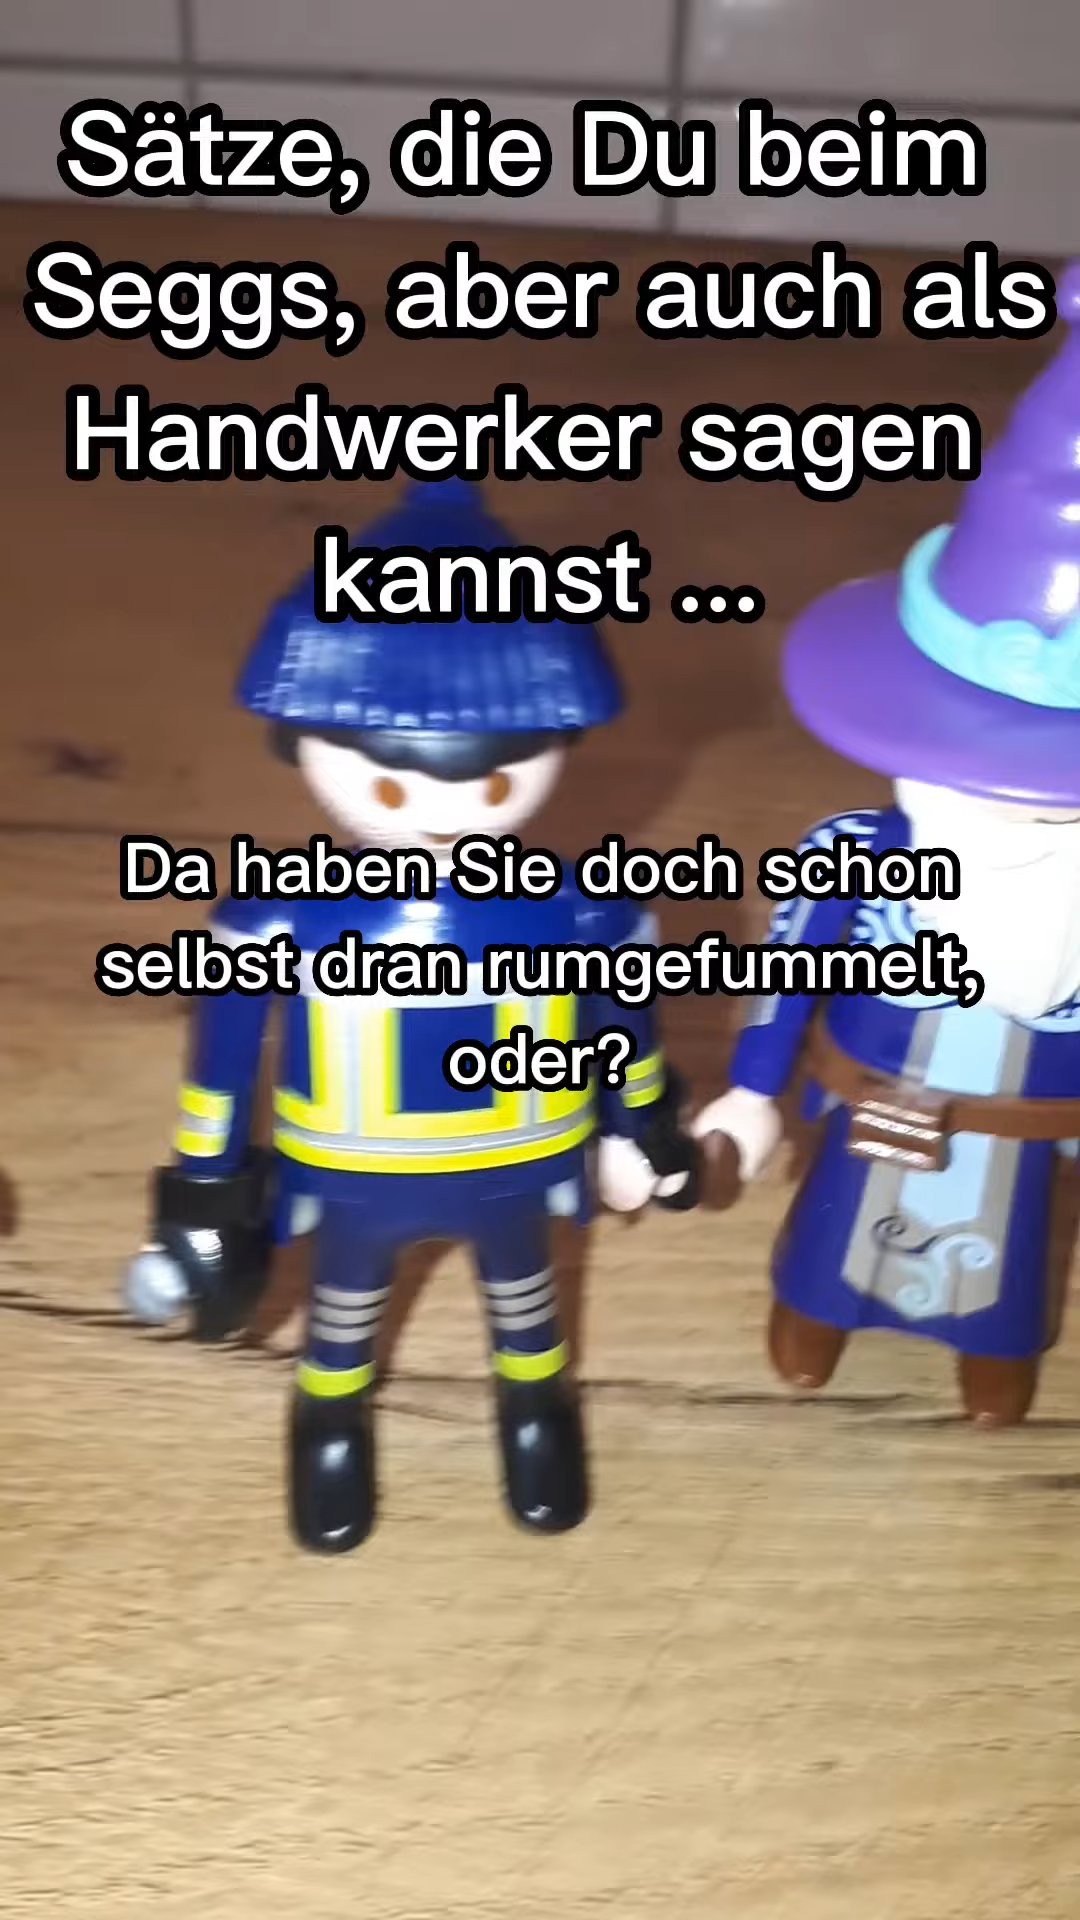 Sätze, die Du beim
Seggs, aber auch als
Handwerker sagen
kannst ...
Da haben Sie doch schon
selbst dran rumgefummelt,
oder?